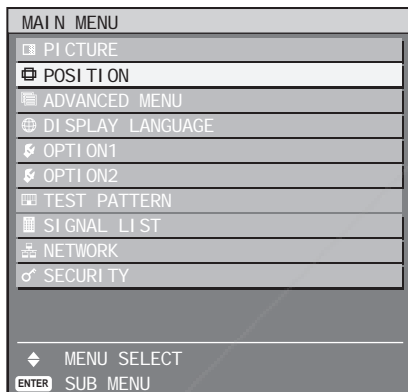 MAIN MENU
PICTURE
POSITION
ADVANCED MENU
DISPLAY LANGUAGE
OPTION1
OPTION2
TEST PATTERN
SIGNAL LIST
NETWORK
SECURITY
MENU SELECT
ENTER SUB MENU